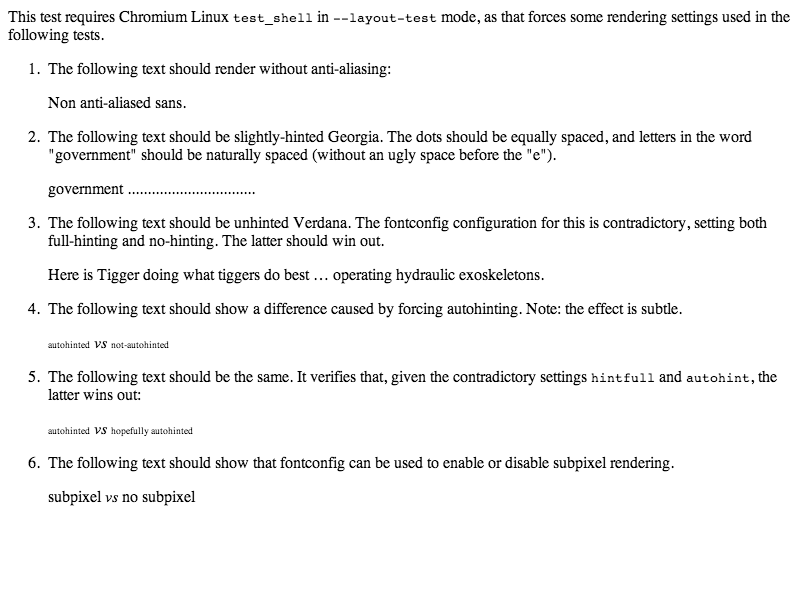 This test requires Chromium Linux test_shell in --layout-test mode, as that forces some rendering settings used in the
following tests.
1. The following text should render without anti-aliasing:
Non anti-aliased sans.
2. The following text should be slightly-hinted Georgia. The dots should be equally spaced, and letters in the word
"government" should be naturally spaced (without an ugly space before the "e").
government ................................
3. The following text should be unhinted Verdana. The fontconfig configuration for this is contradictory, setting both
full-hinting and no-hinting. The latter should win out.
Here is Tigger doing what tiggers do best … operating hydraulic exoskeletons.
4. The following text should show a difference caused by forcing autohinting. Note: the effect is subtle.
autohinted vs not-autohinted
5. The following text should be the same. It verifies that, given the contradictory settings hintfull and autohint, the
latter wins out:
autohinted vs hopefully autohinted
6. The following text should show that fontconfig can be used to enable or disable subpixel rendering.
subpixel vs no subpixel